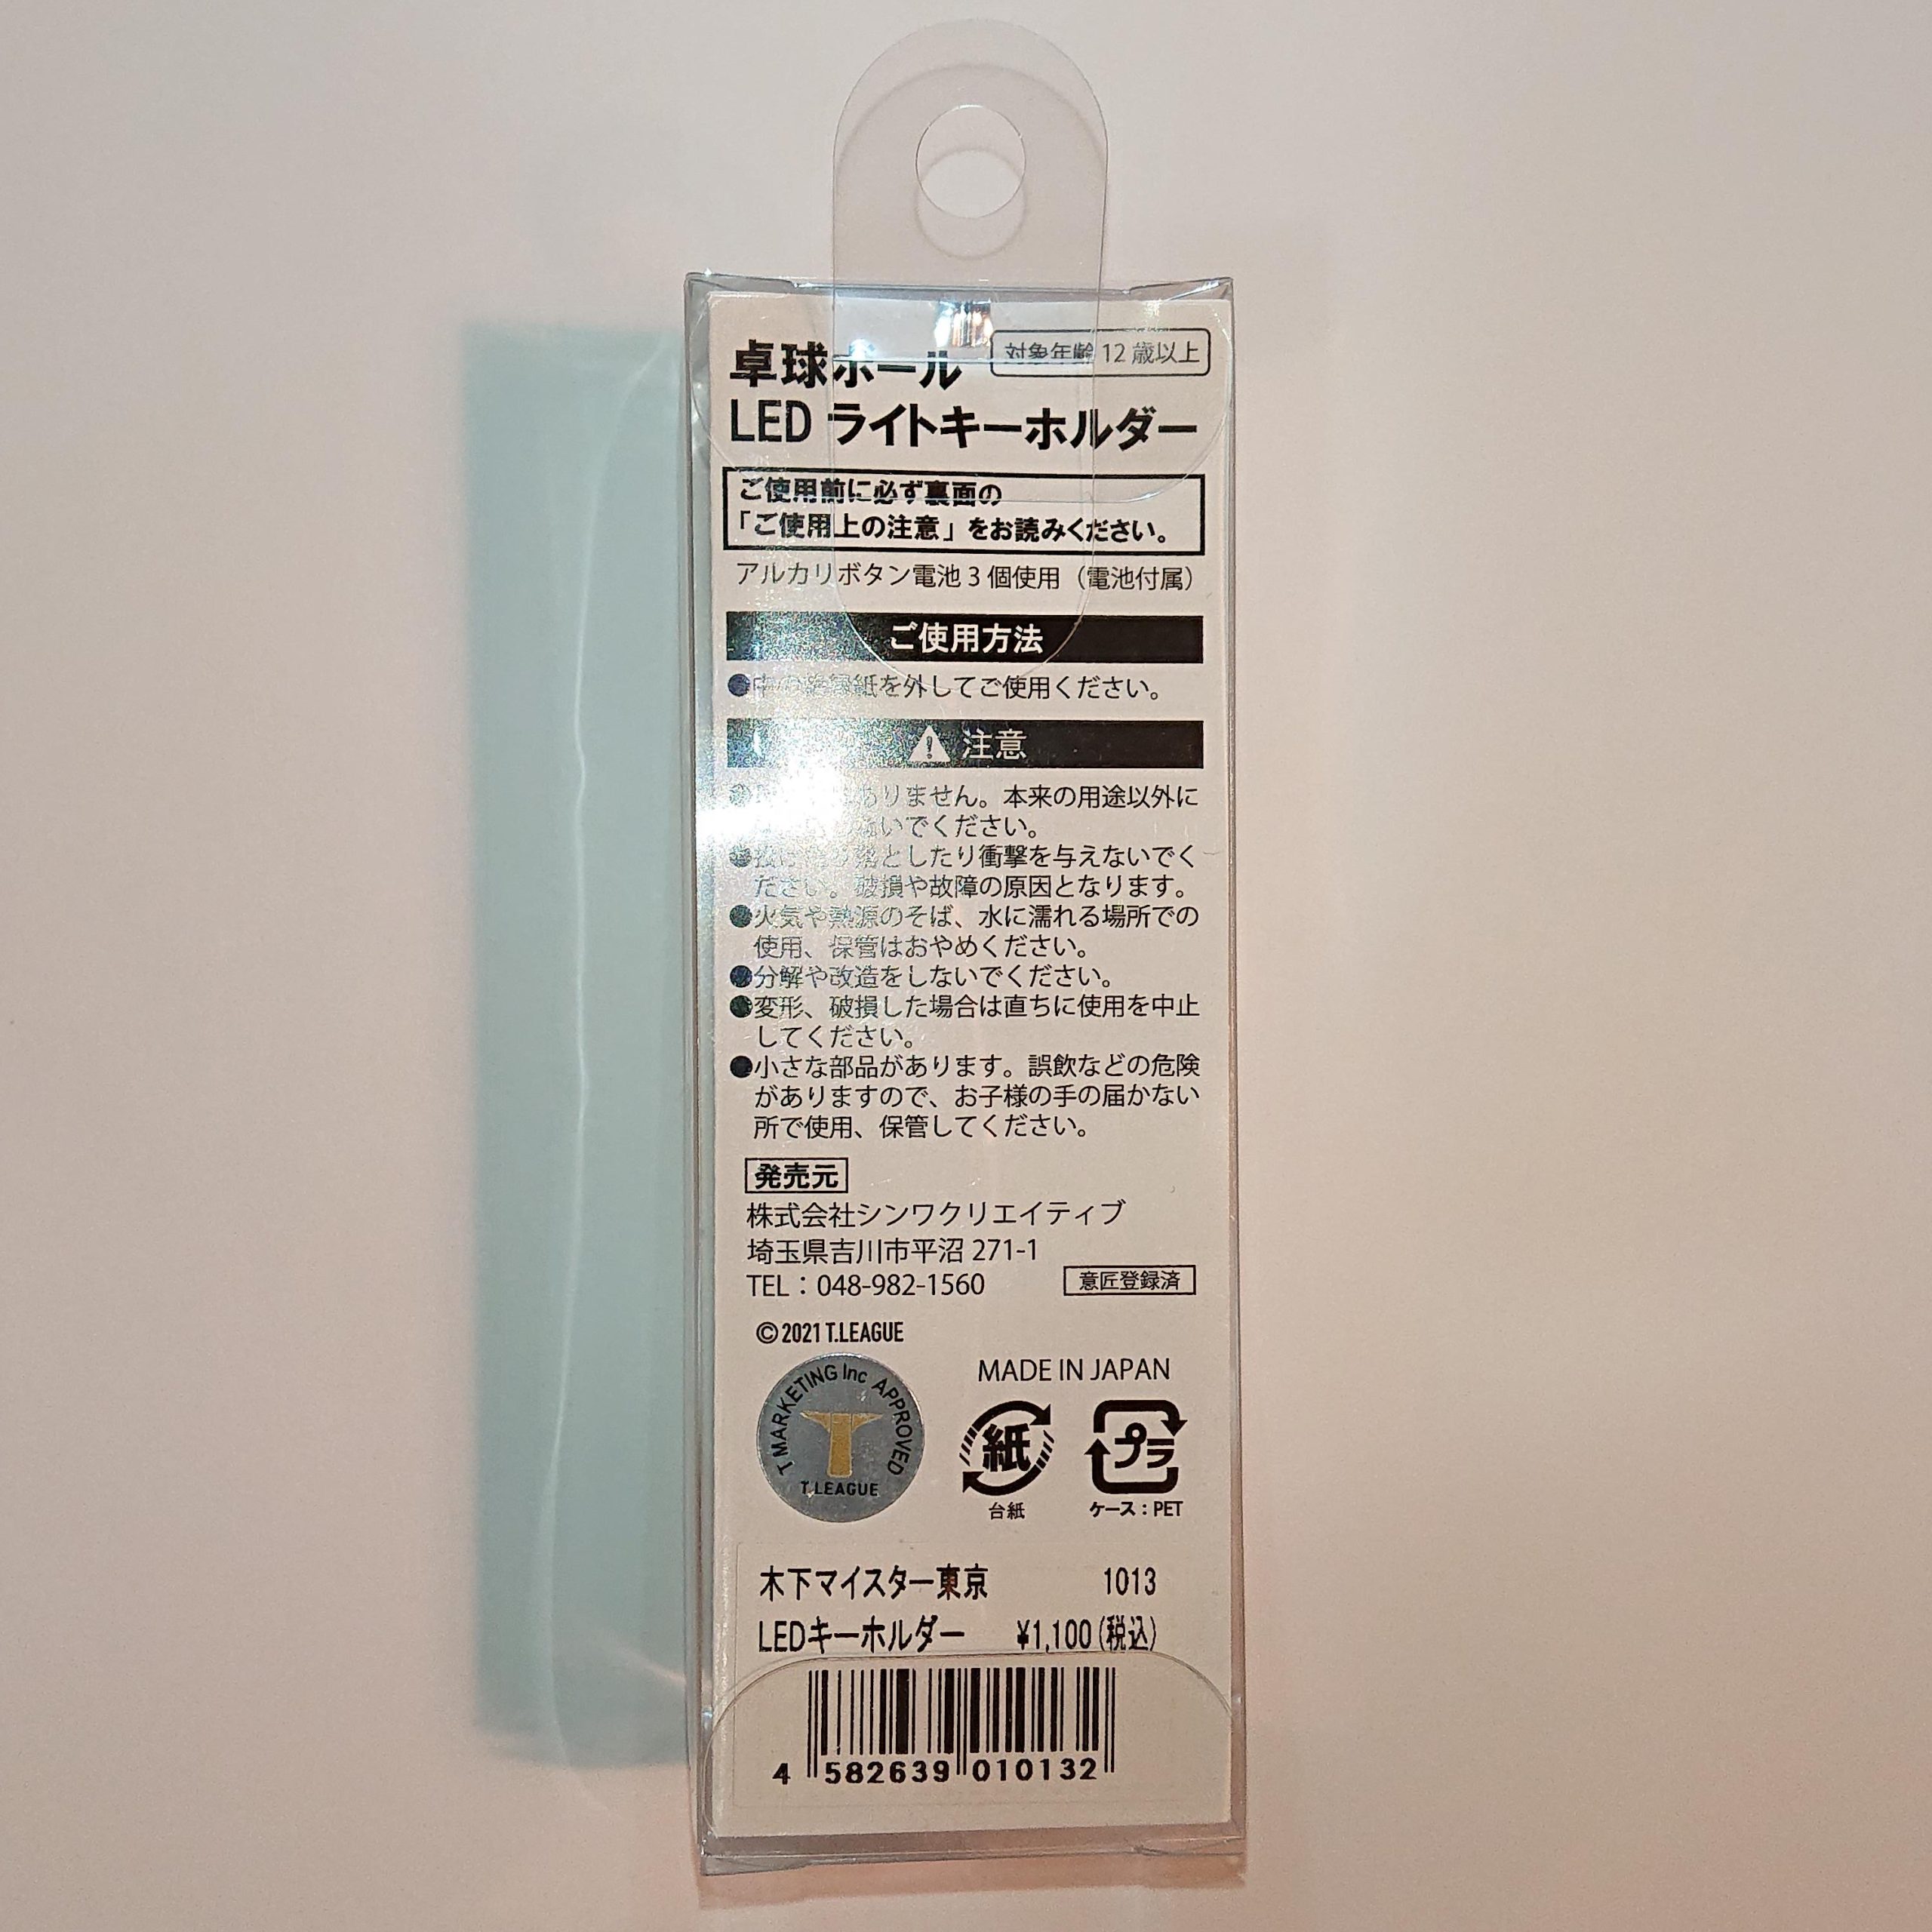 卓球ボール
対象年齢 12 歳以上
LED ライトキーホルダー
ご使用前に必ず裏面の
「ご使用上の注意」をお読みください。
アルカリボタン電池 3 個使用（電池付属）
ご使用方法
●中の絶縁紙を外してご使用ください。
注意
ありません。本来の用途以外に
ないでください。
落としたり衝撃を与えないでく
ださい。破損や故障の原因となります。
●火気や熱源のそば、水に濡れる場所での
使用、保管はおやめください。
●分解や改造をしないでください。
●変形、破損した場合は直ちに使用を中止
してください。
●小さな部品があります。誤飲などの危険
がありますので、お子様の手の届かない
所で使用、保管してください。
発売元
株式会社シンワクリエイティブ
埼玉県吉川市平沼 271-1
TEL：048-982-1560
意匠登録済
©2021 T.LEAGUE
T MARKETING Inc APPROVED
T.LEAGUE
MADE IN JAPAN
紙
台紙
プラ
ケース：PET
木下マイスター東京 1013
LEDキーホルダー ¥1,100(税込)
4 582639 010132